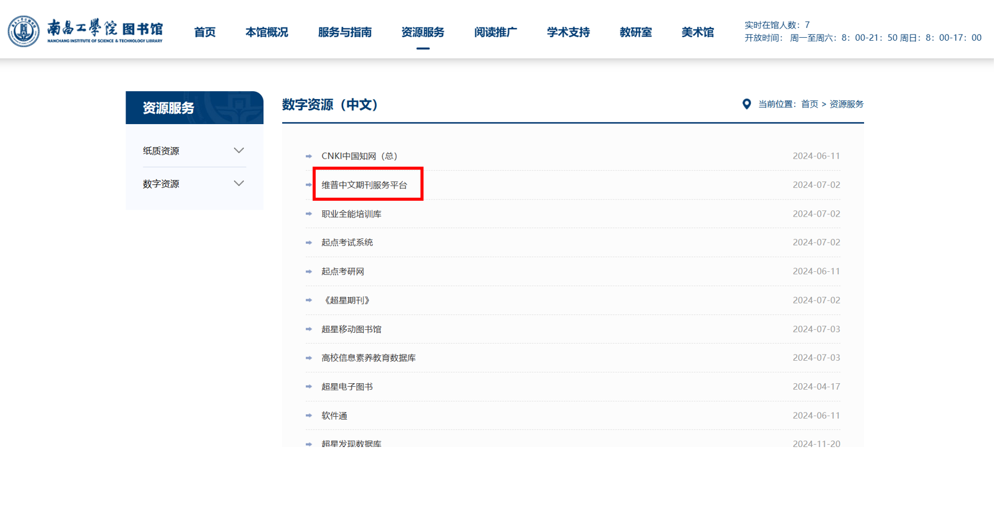 南昌工學院 图书馆
NANCHANG INSTITUTE OF SCIENCE & TECHNOLOGY LIBRARY
首页 本馆概况 服务与指南 资源服务 阅读推广 学术支持 教研室 美术馆
实时在馆人数：7
开放时间： 周一至周六：8：00-21：50 周日：8：00-17：00
资源服务
纸质资源
数字资源
数字资源（中文）
当前位置：首页 > 资源服务
CNKI中国知网（总） 2024-06-11
维普中文期刊服务平台 2024-07-02
职业全能培训库 2024-07-02
起点考试系统 2024-07-02
起点考研网 2024-06-11
《超星期刊》 2024-07-02
超星移动图书馆 2024-07-03
高校信息素养教育数据库 2024-07-03
超星电子图书 2024-04-17
软件通 2024-06-11
超星发现数据库 2024-11-20